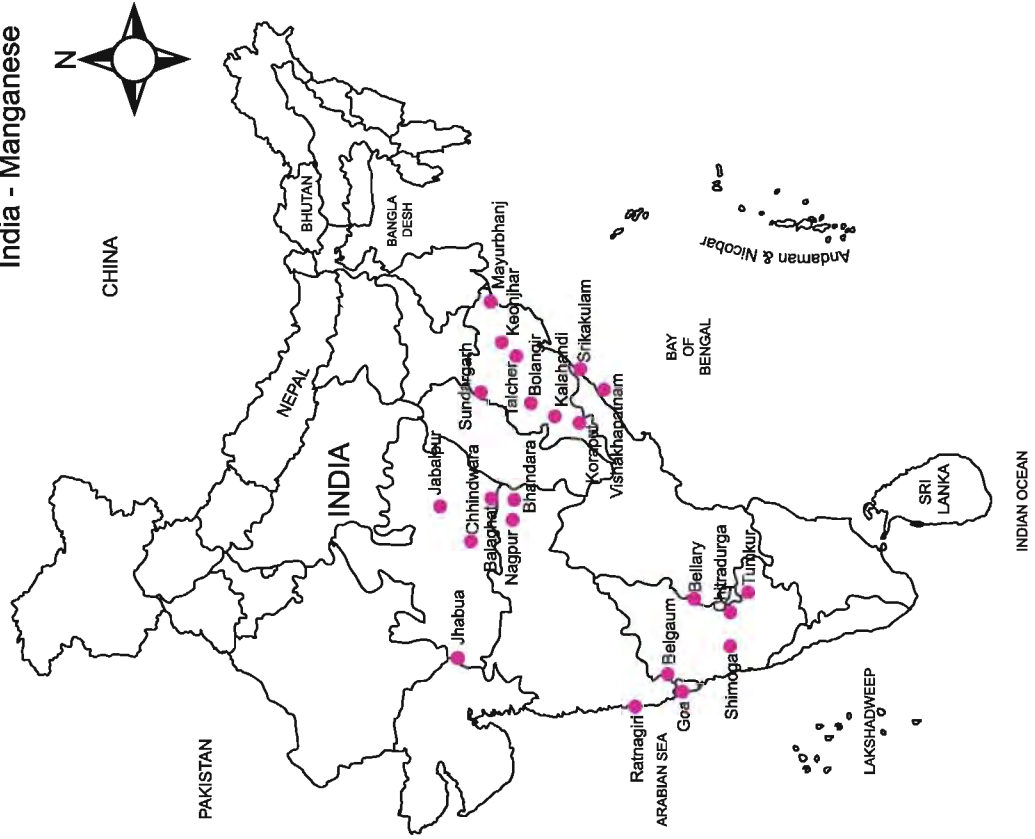 India - Manganese
N
CHINA
PAKISTAN
NEPAL
BHUTAN
BANGLA
DESH
INDIA
Jabalpur
Jhabua
Chhindwara
Balaghat
Nagpur
Bhandara
Sundargarh
Mayurbhanj
Keonjhar
Talcher
Bolangir
Kalahandi
Koraput
Srikakulam
Vishakhapatnam
Ratnagiri
ARABIAN SEA
Belgaum
Goa
Bellary
Chitradurga
Tumkur
Shimoga
BAY
OF
BENGAL
Andaman & Nicobar
LAKSHADWEEP
SRI
LANKA
INDIAN OCEAN